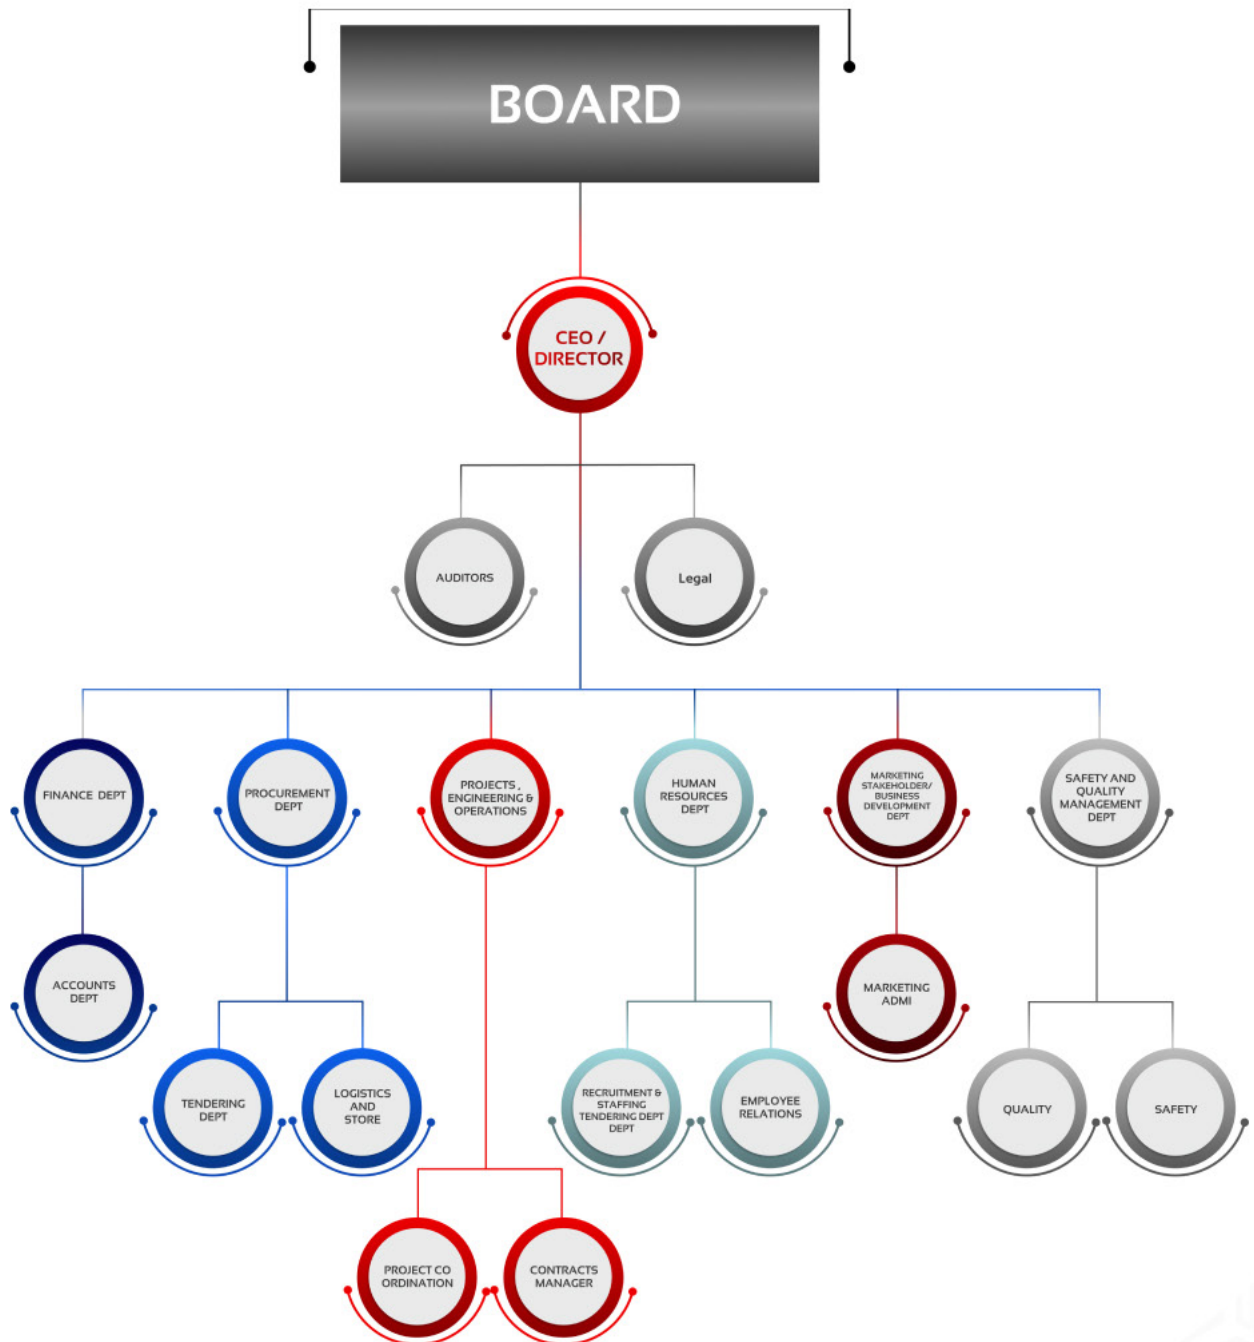 BOARD
CEO /
DIRECTOR
AUDITORS
Legal
FINANCE DEPT
PROCUREMENT
DEPT
PROJECTS ,
ENGINEERING &
OPERATIONS
HUMAN
RESOURCES
DEPT
MARKETING
STAKEHOLDER/
BUSINESS
DEVELOPMENT
DEPT
SAFETY AND
QUALITY
MANAGEMENT
DEPT
ACCOUNTS
DEPT
MARKETING
ADMI
TENDERING
DEPT
LOGISTICS
AND
STORE
RECRUITMENT &
STAFFING
TENDERING DEPT
DEPT
EMPLOYEE
RELATIONS
QUALITY
SAFETY
PROJECT CO
ORDINATION
CONTRACTS
MANAGER